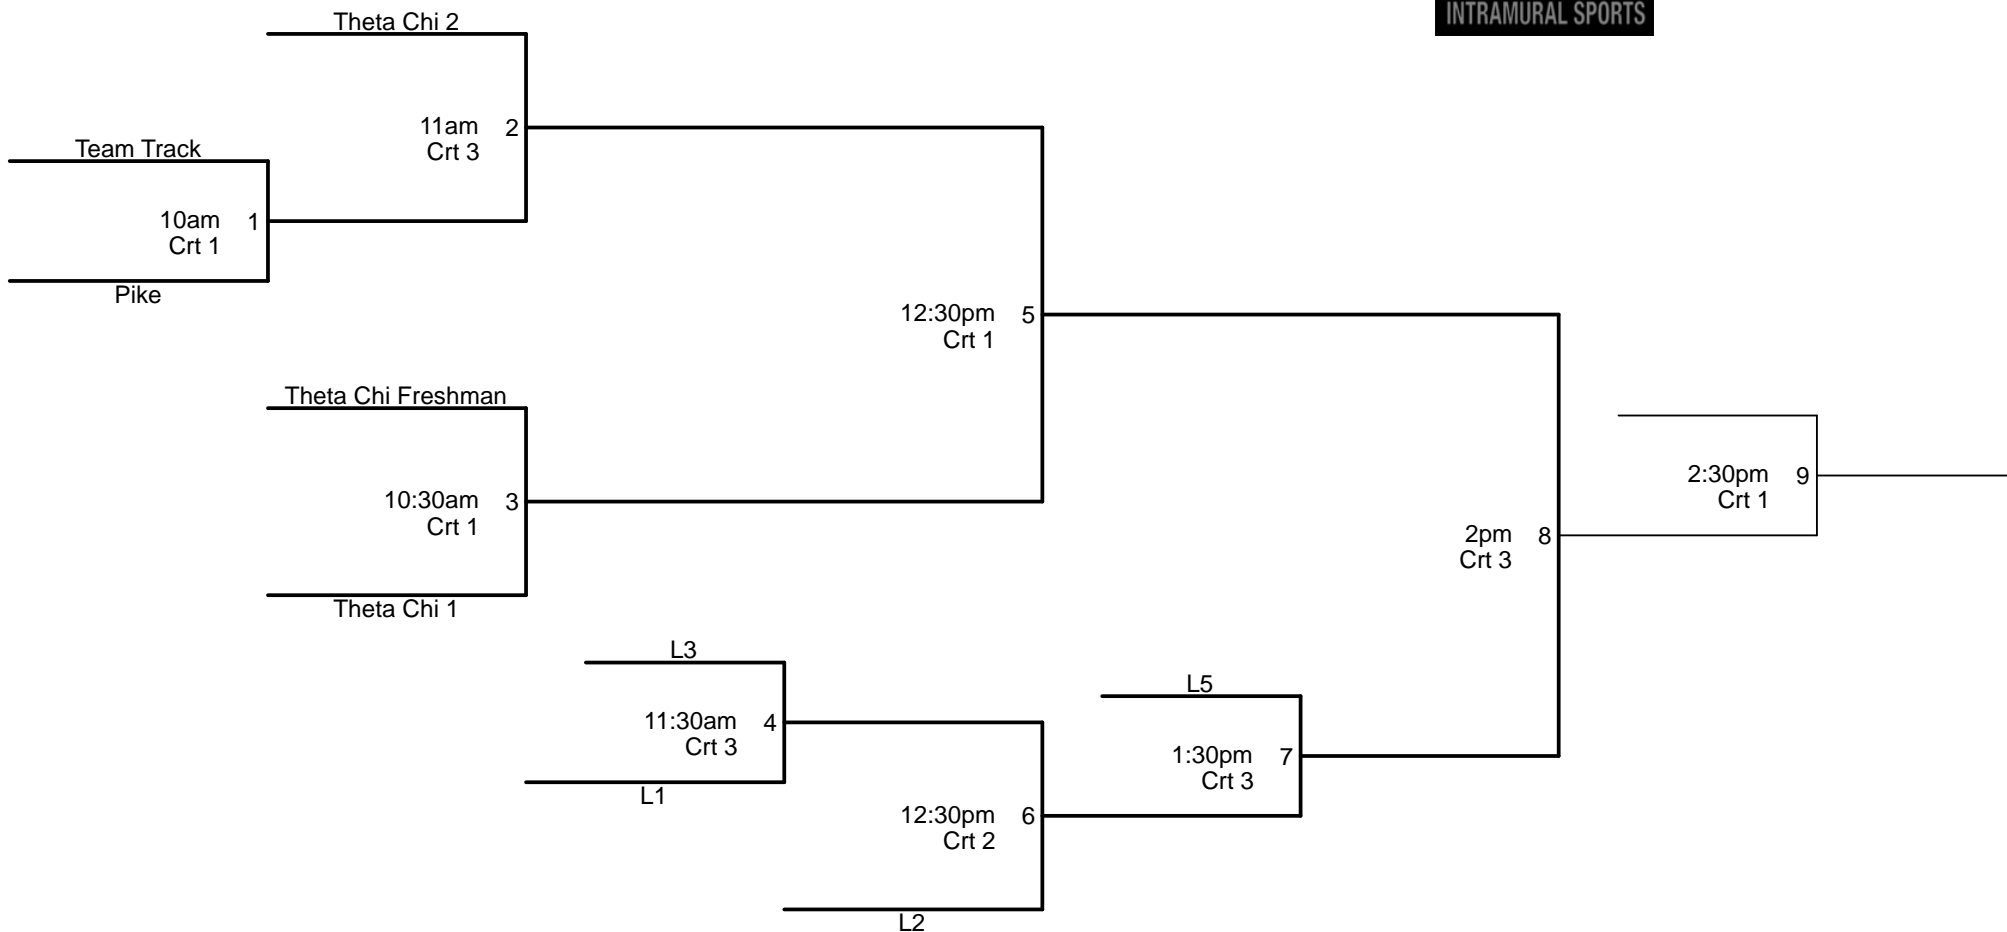 INTRAMURAL SPORTS
Theta Chi 2
11am 2
Crt 3
Team Track
10am 1
Crt 1
Pike
12:30pm 5
Crt 1
Theta Chi Freshman
10:30am 3
Crt 1
Theta Chi 1
2:30pm 9
Crt 1
2pm 8
Crt 3
L3
11:30am 4
Crt 3
L1
L5
1:30pm 7
Crt 3
12:30pm 6
Crt 2
L2